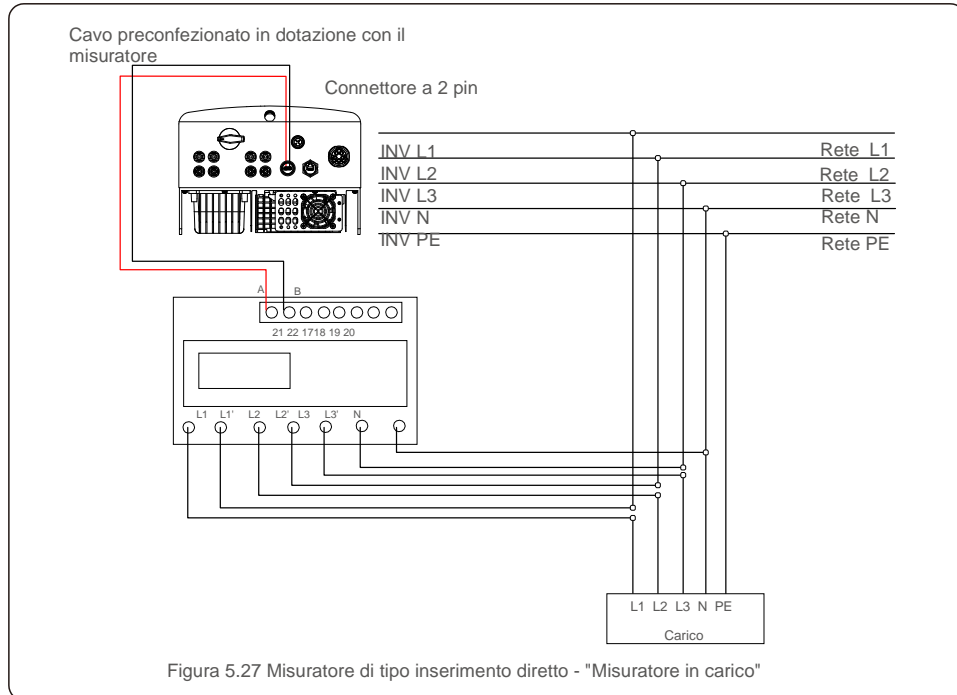 Cavo preconfezionato in dotazione con il
misuratore
Connettore a 2 pin
INV L1
Rete L1
INV L2
Rete L2
INV L3
Rete L3
INV N
Rete N
INV PE
Rete PE
A B
21 22 1718 19 20
L1 L1' L2 L2' L3 L3' N
L1 L2 L3 N PE
Carico
Figura 5.27 Misuratore di tipo inserimento diretto - "Misuratore in carico"